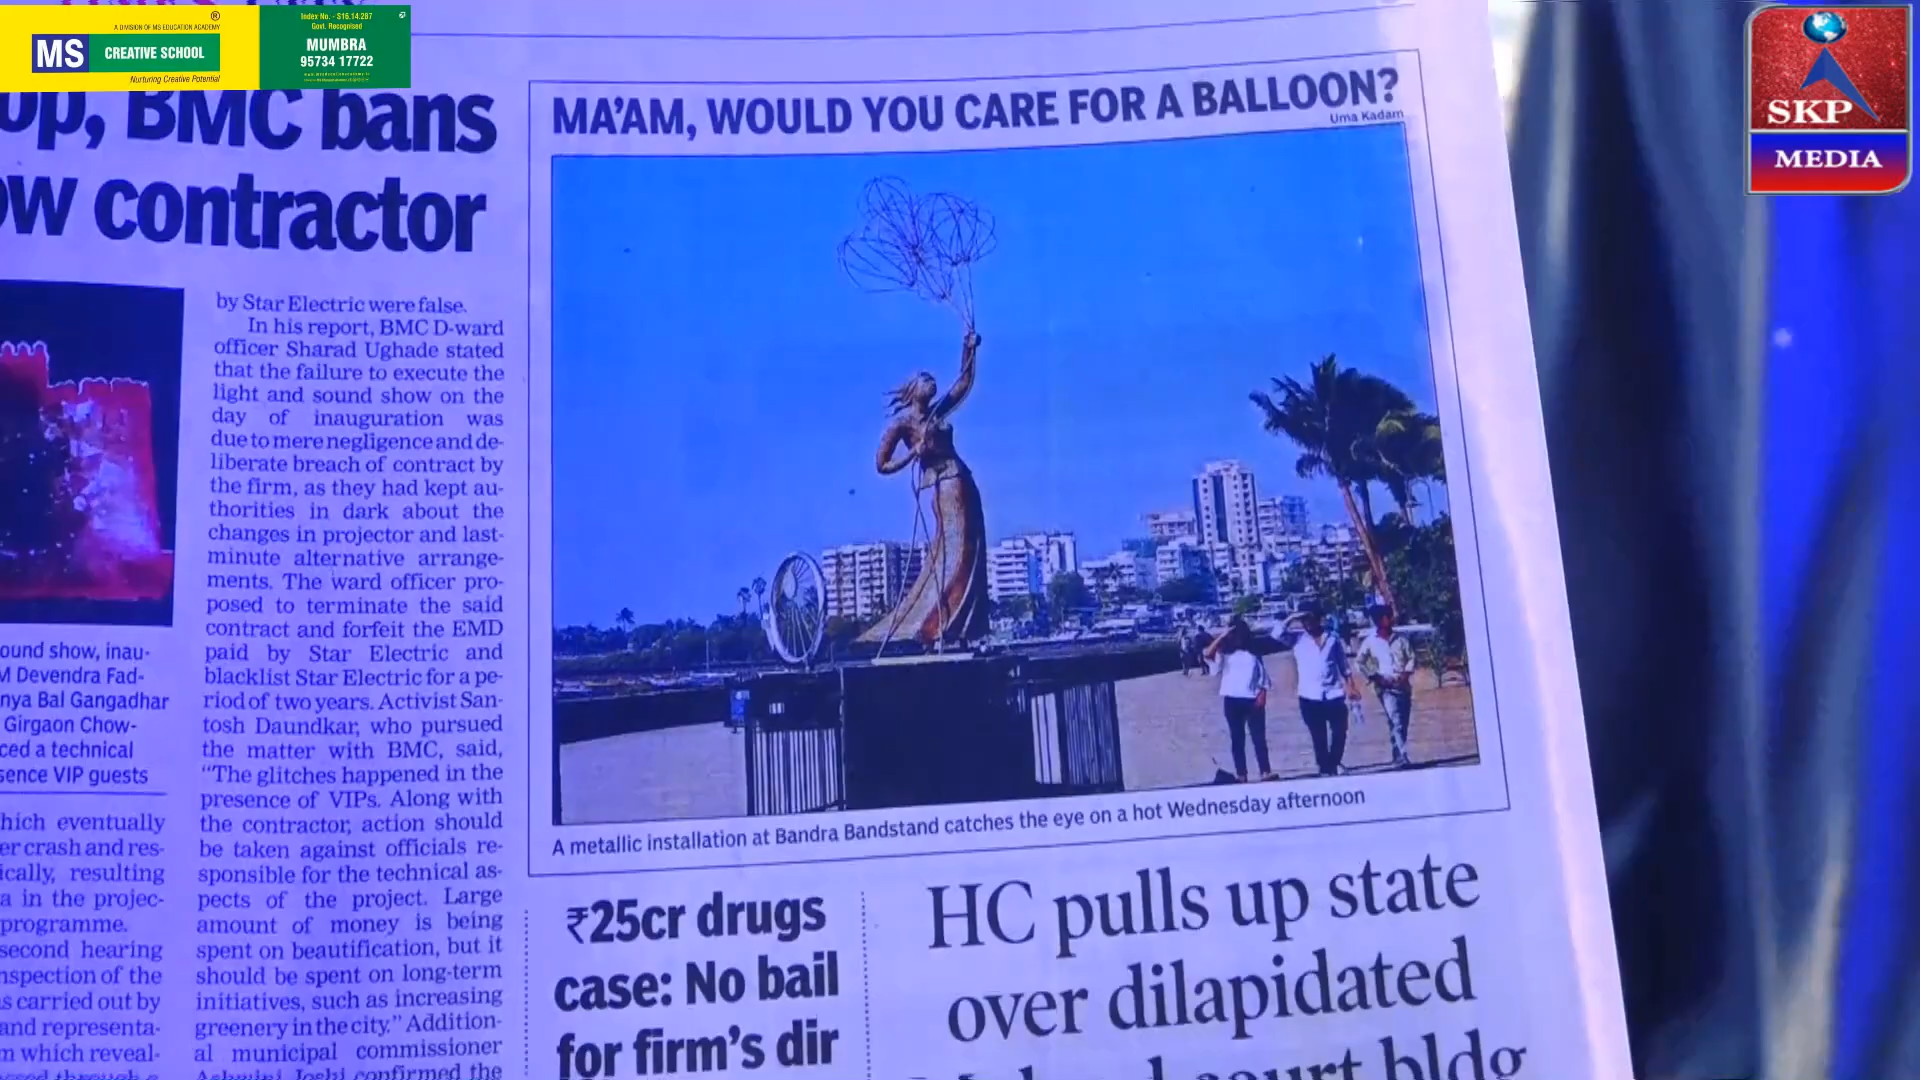 A DIVISION OF MS EDUCATION ACADEMY
®
MS CREATIVE SCHOOL
Nurturing Creative Potential
Index No. - S16.14.287
Govt. Recognised
MUMBRA
95734 17722
SKP
MEDIA
BMC bans
contractor
by Star Electric were false.
In his report, BMC D-ward
officer Sharad Ughade stated
that the failure to execute the
light and sound show on the
day of inauguration was
due to mere negligence and de-
liberate breach of contract by
the firm, as they had kept au-
thorities in dark about the
changes in projector and last-
minute alternative arrange-
ments. The ward officer pro-
posed to terminate the said
contract and forfeit the EMD
paid by Star Electric and
blacklist Star Electric for a pe-
riod of two years. Activist San-
tosh Daundkar, who pursued
the matter with BMC, said,
“The glitches happened in the
presence of VIPs. Along with
the contractor, action should
be taken against officials re-
sponsible for the technical as-
pects of the project. Large
amount of money is being
spent on beautification, but it
should be spent on long-term
initiatives, such as increasing
greenery in the city.” Addition-
al municipal commissioner
Ashwini Joshi confirmed the
ound show, inau-
M Devendra Fad-
nya Bal Gangadhar
Girgaon Chow-
ced a technical
sence VIP guests
hich eventually
er crash and res-
ically, resulting
a in the projec-
programme.
second hearing
nspection of the
s carried out by
and representa-
m which reveal-
MA’AM, WOULD YOU CARE FOR A BALLOON?
Uma Kadam
A metallic installation at Bandra Bandstand catches the eye on a hot Wednesday afternoon
₹25cr drugs
case: No bail
for firm’s dir
HC pulls up state
over dilapidated
court bldg